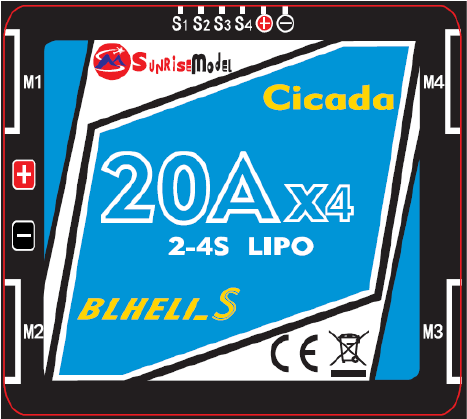 S1 S2 S3 S4 + −
SUNRISEMODEL
M1
M4
Cicada
+
20A x4
−
2-4S LIPO
BLHELI_S
M2
M3
CE